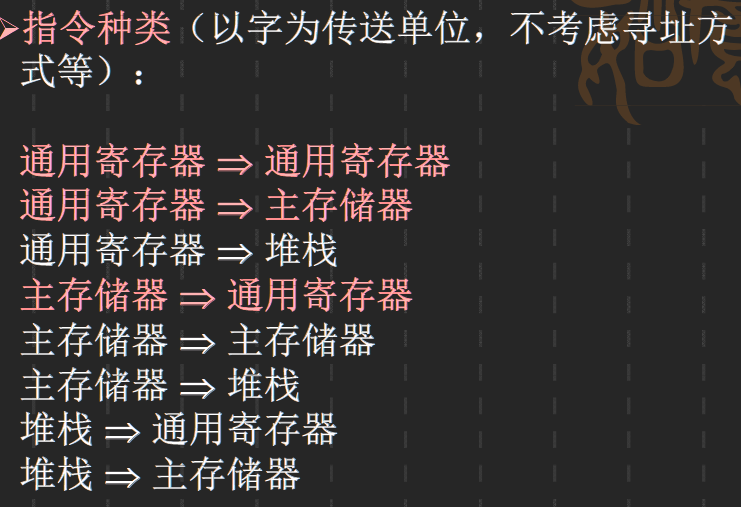 ➢指令种类（以字为传送单位，不考虑寻址方
式等）：
通用寄存器 ⇒ 通用寄存器
通用寄存器 ⇒ 主存储器
通用寄存器 ⇒ 堆栈
主存储器 ⇒ 通用寄存器
主存储器 ⇒ 主存储器
主存储器 ⇒ 堆栈
堆栈 ⇒ 通用寄存器
堆栈 ⇒ 主存储器